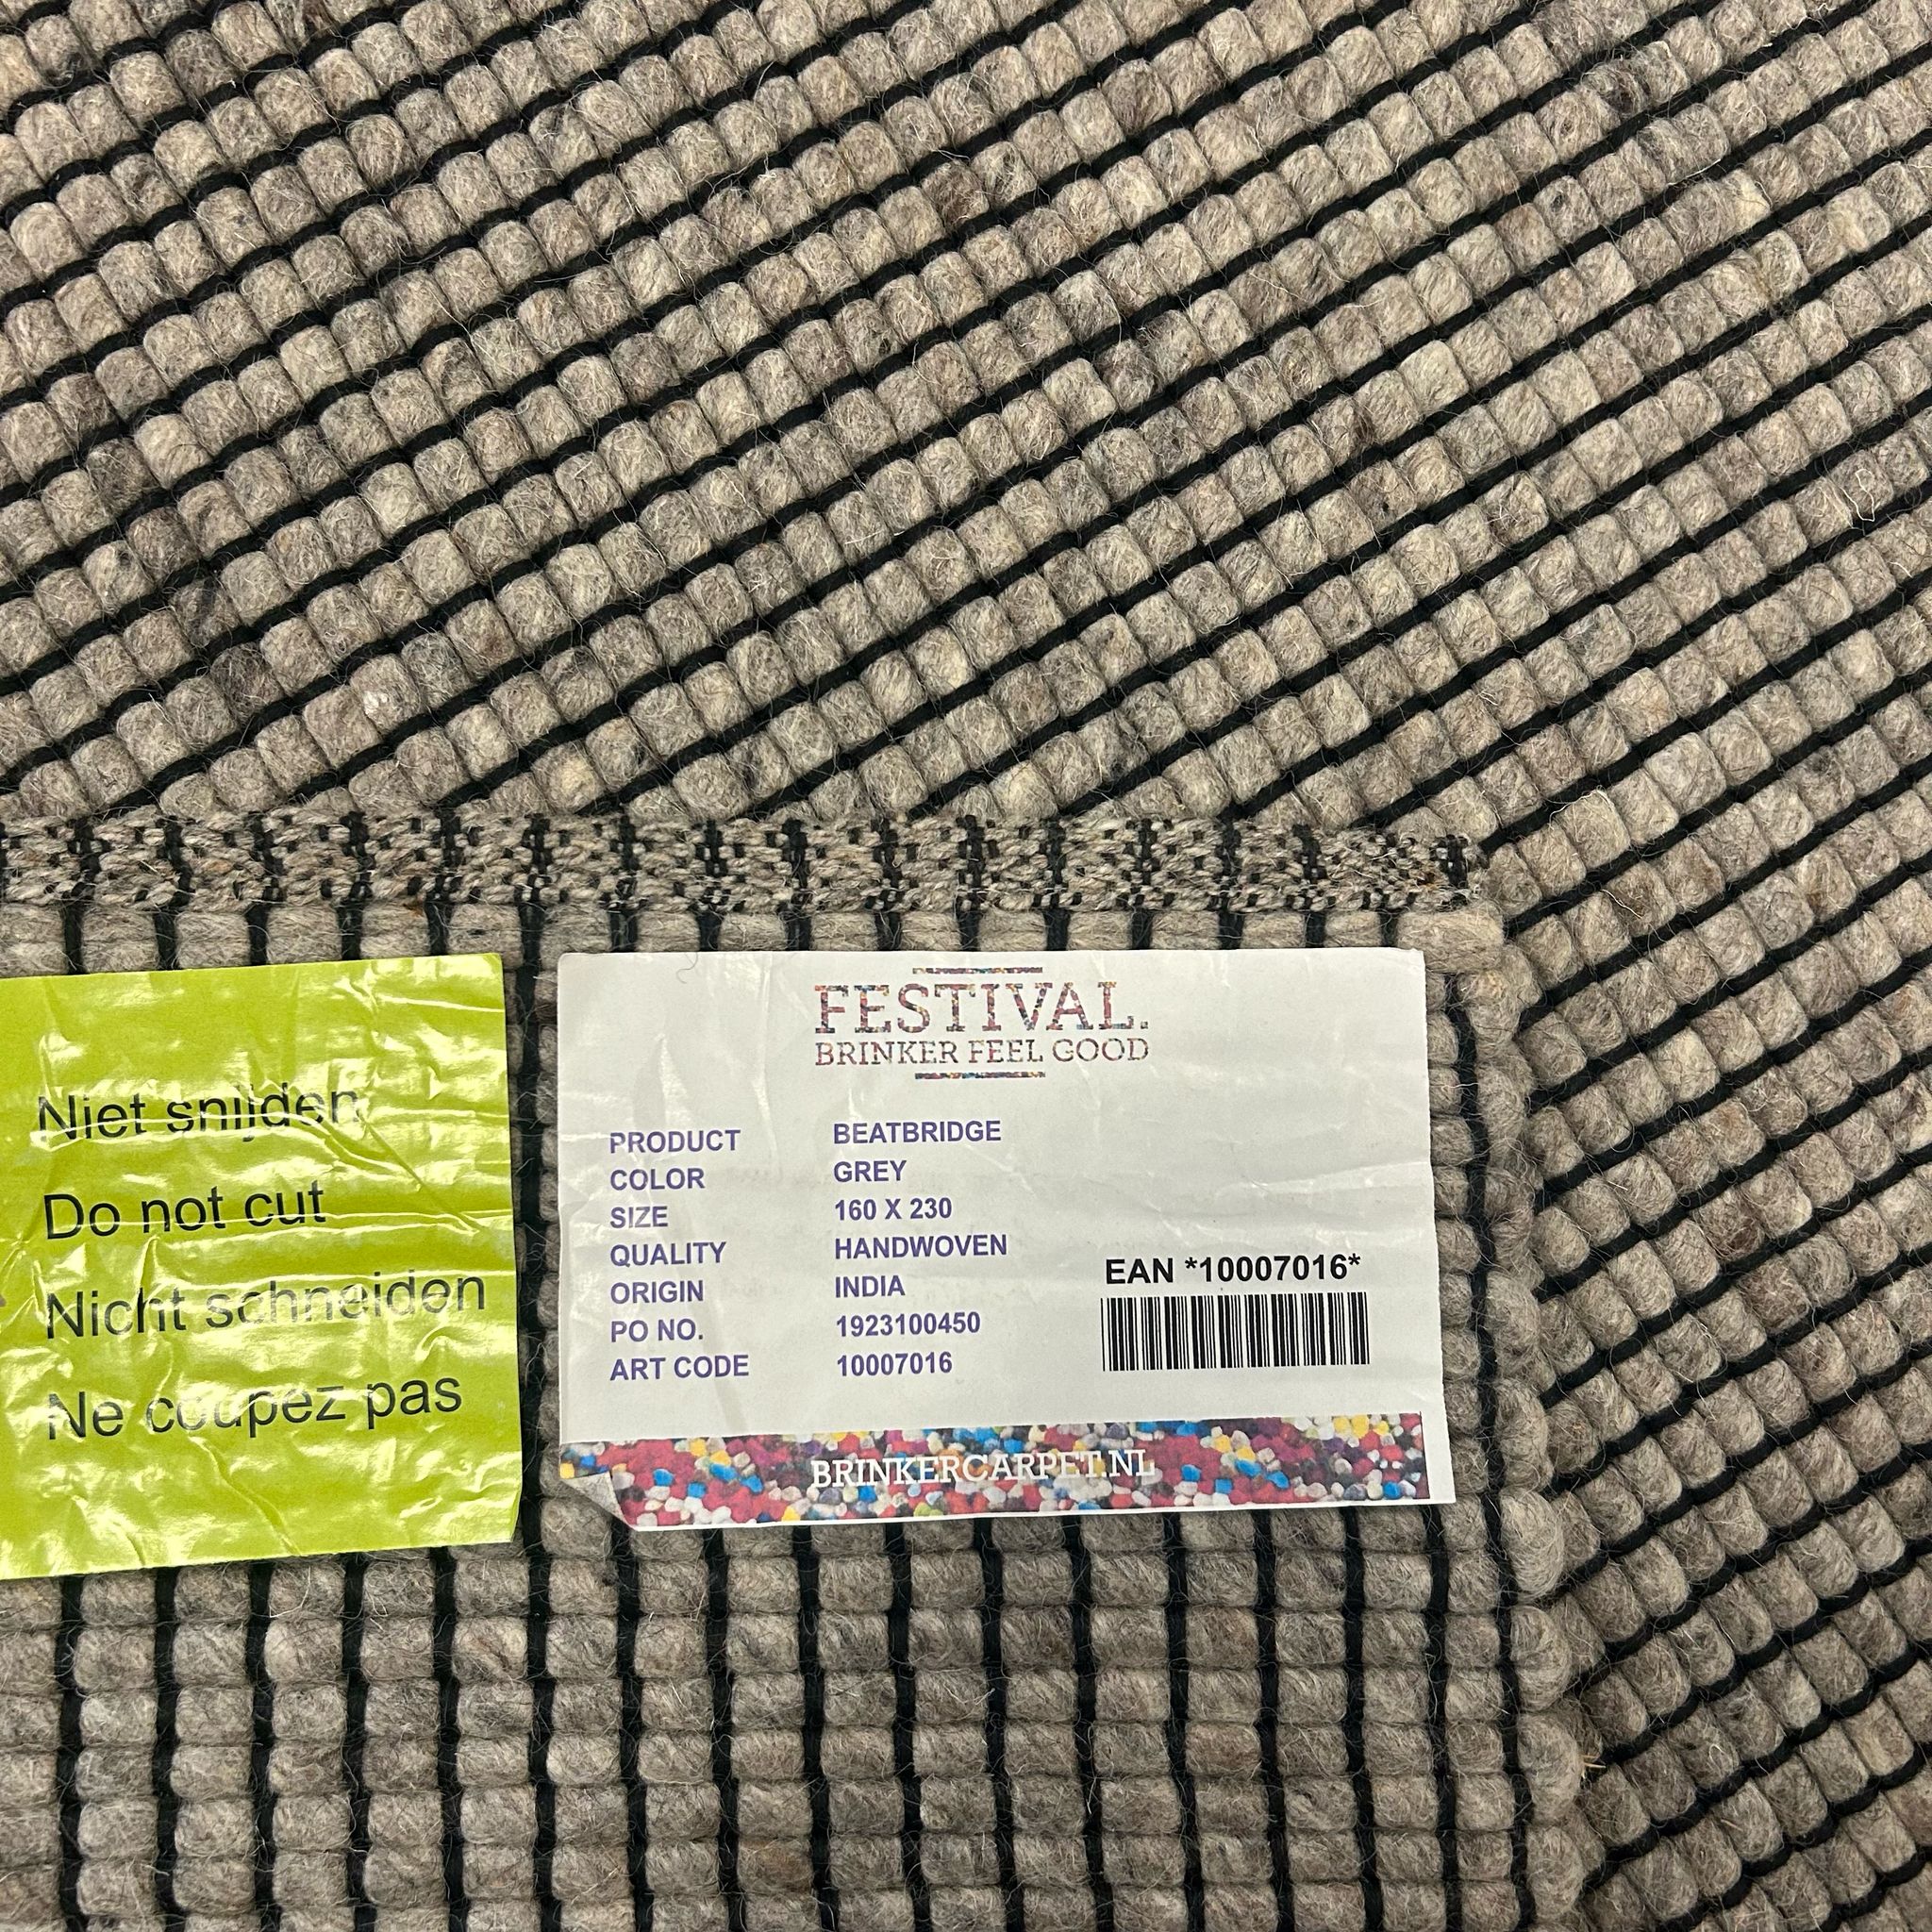 Niet snijden
Do not cut
Nicht schneiden
Ne coupez pas
FESTIVAL.
BRINKER FEEL GOOD
PRODUCT BEATBRIDGE
COLOR GREY
SIZE 160 X 230
QUALITY HANDWOVEN
ORIGIN INDIA
PO NO. 1923100450
ART CODE 10007016
EAN *10007016*
BRINKERCARPET.NL